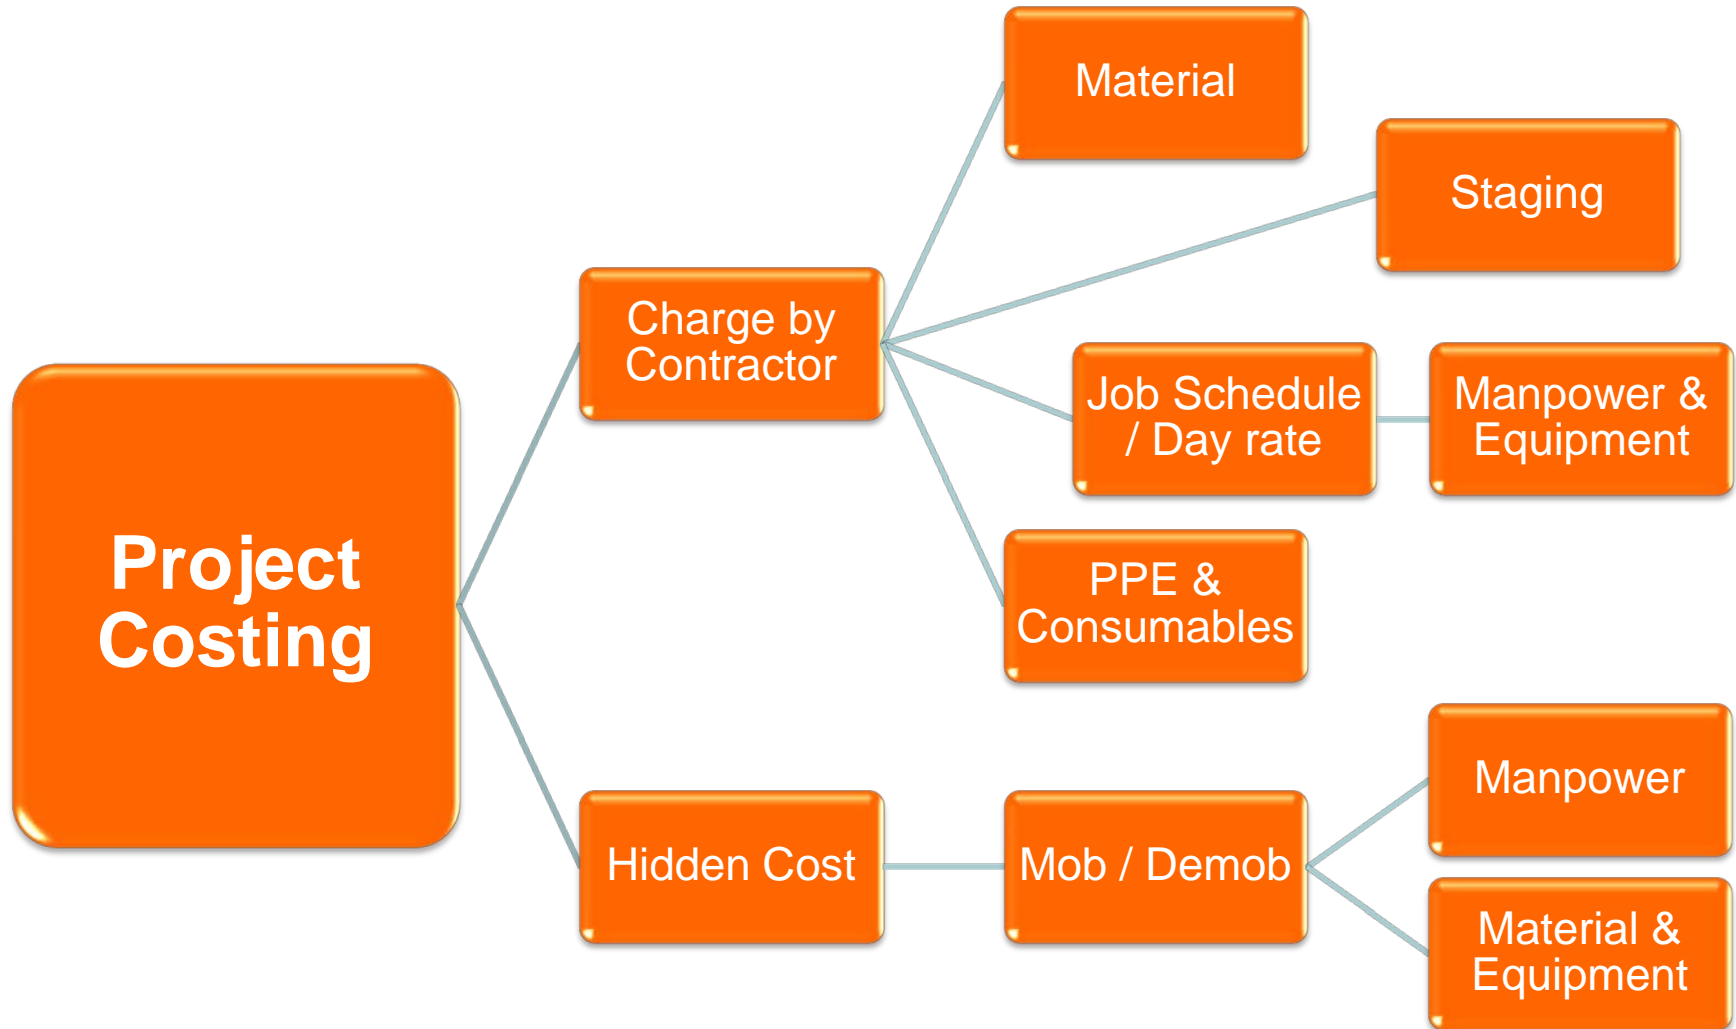 Project
Costing
Charge by
Contractor
Material
Staging
Job Schedule
/ Day rate
Manpower &
Equipment
PPE &
Consumables
Hidden Cost
Mob / Demob
Manpower
Material &
Equipment